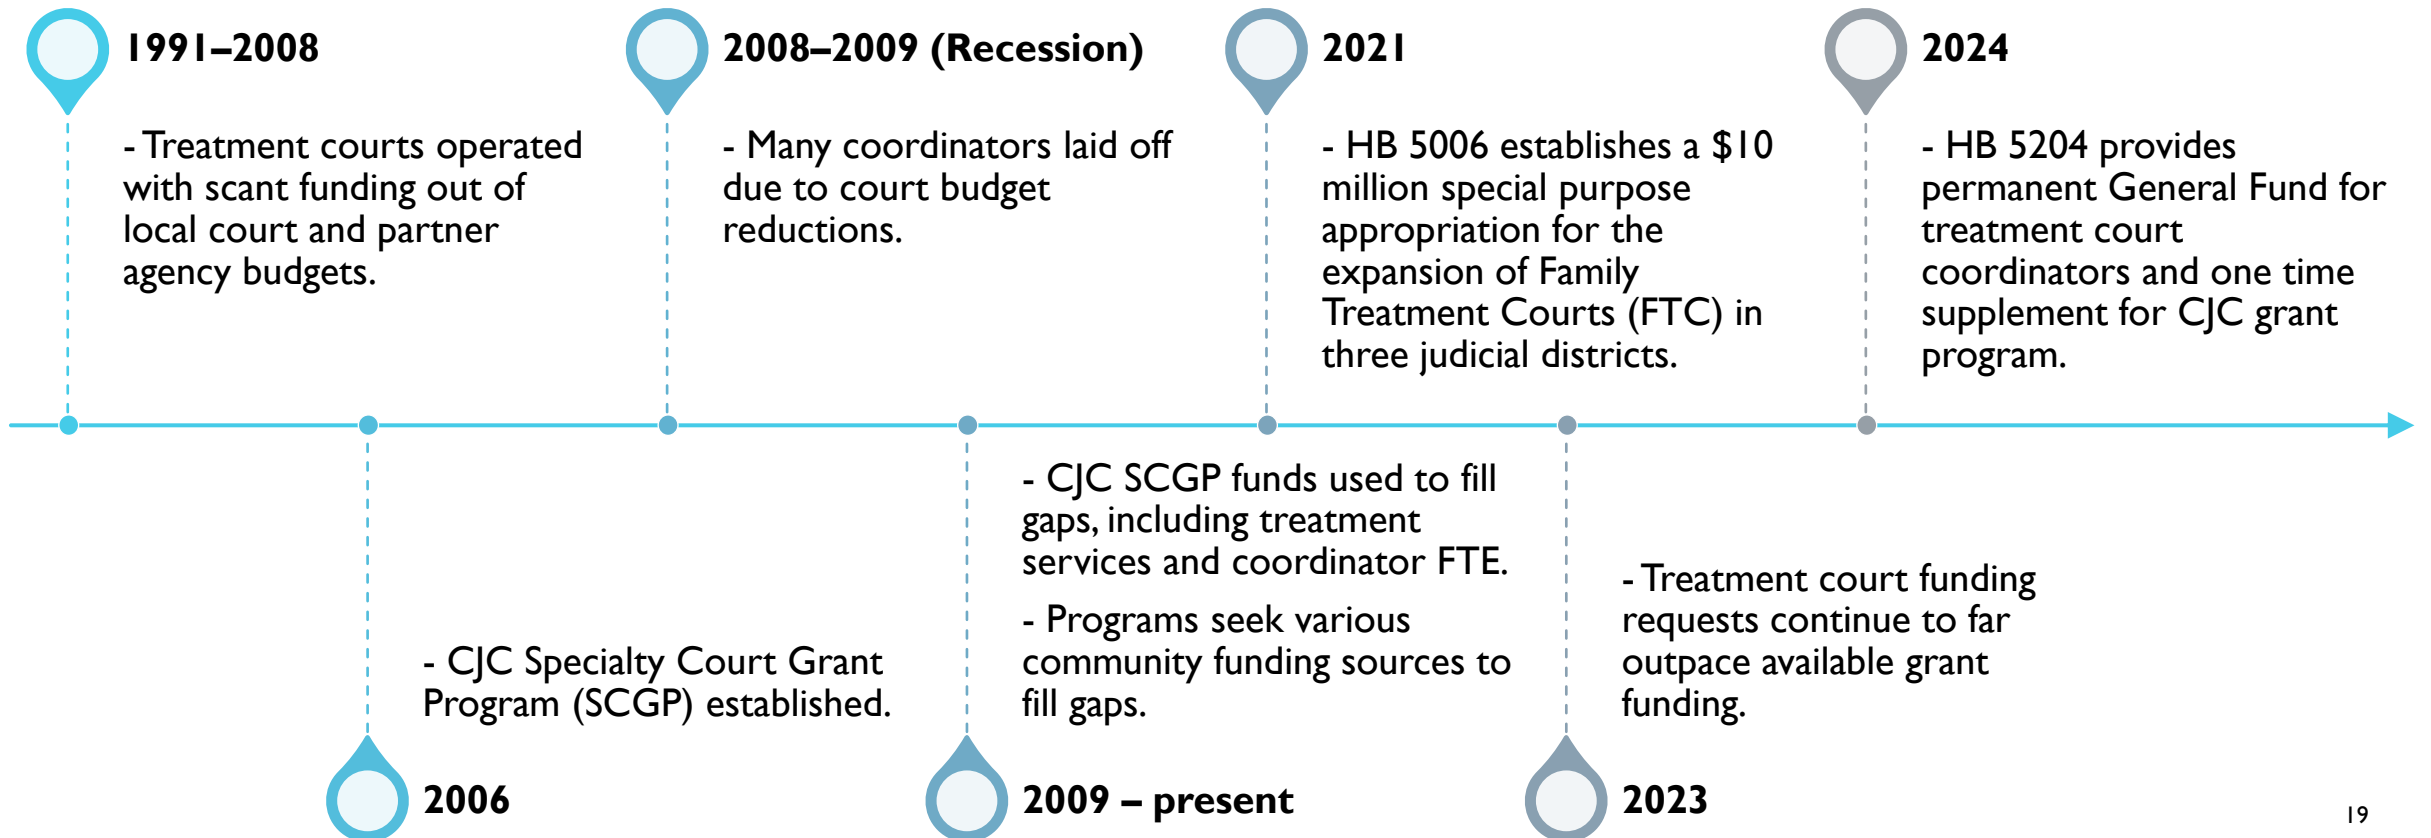 1991–2008
- Treatment courts operated
with scant funding out of
local court and partner
agency budgets.
2006
- CJC Specialty Court Grant
Program (SCGP) established.
2008–2009 (Recession)
- Many coordinators laid off
due to court budget
reductions.
2009 – present
- CJC SCGP funds used to fill
gaps, including treatment
services and coordinator FTE.
- Programs seek various
community funding sources to
fill gaps.
2021
- HB 5006 establishes a $10
million special purpose
appropriation for the
expansion of Family
Treatment Courts (FTC) in
three judicial districts.
2023
- Treatment court funding
requests continue to far
outpace available grant
funding.
2024
- HB 5204 provides
permanent General Fund for
treatment court
coordinators and one time
supplement for CJC grant
program.
19